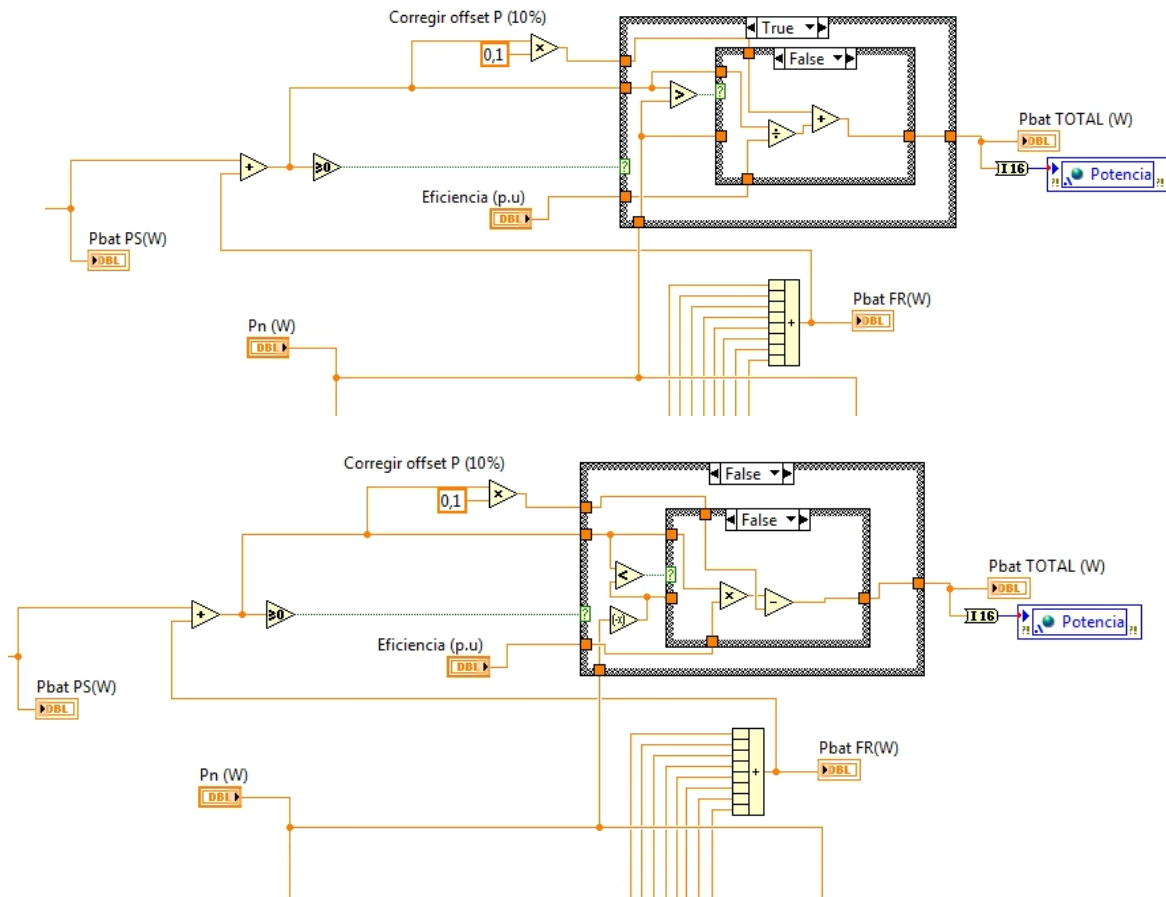 Corregir offset P (10%)
0,1
×
True
False
>
+
÷
+
≥0
Eficiencia (p.u)
DBL
?
?
Pbat TOTAL (W)
DBL
I16
?!
Potencia
?!
Pbat PS(W)
DBL
Pn (W)
DBL
+
Pbat FR(W)
DBL
Corregir offset P (10%)
0,1
×
False
False
<
?
×
-
(-x)
+
≥0
?
Eficiencia (p.u)
DBL
Pbat TOTAL (W)
DBL
I16
?!
Potencia
?!
Pbat PS(W)
DBL
Pn (W)
DBL
+
Pbat FR(W)
DBL